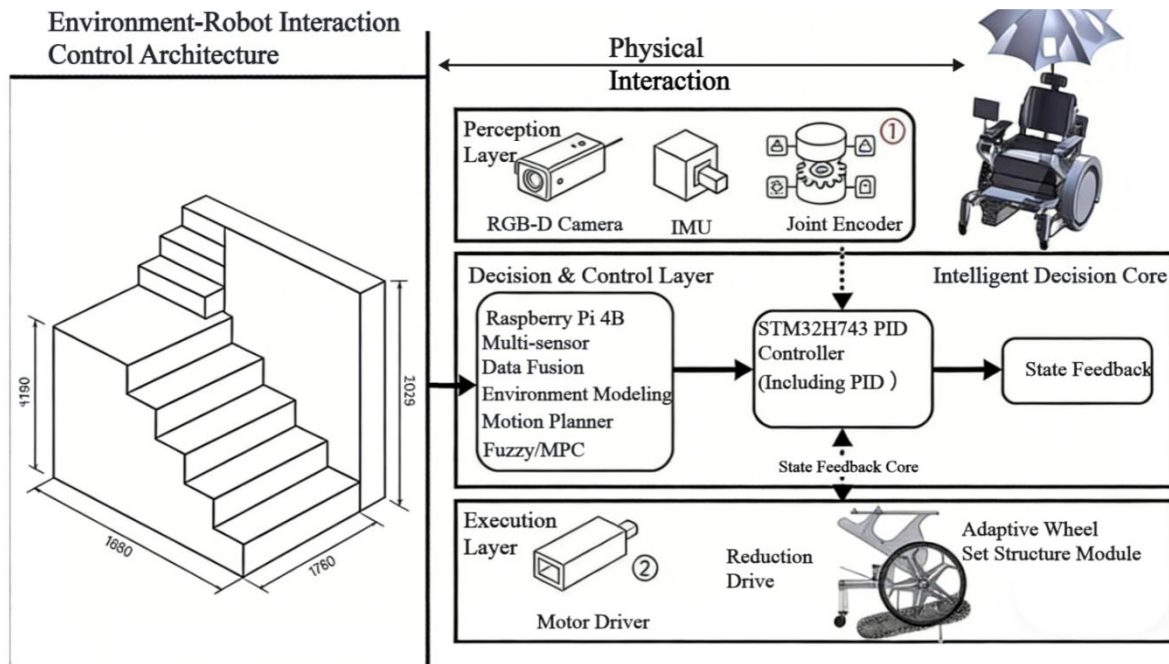 Environment-Robot Interaction
Control Architecture
Physical
Interaction
Perception
Layer
①
RGB-D Camera
IMU
Joint Encoder
Decision & Control Layer
Intelligent Decision Core
Raspberry Pi 4B
Multi-sensor
Data Fusion
Environment Modeling
Motion Planner
Fuzzy/MPC
STM32H743 PID
Controller
(Including PID）
State Feedback
State Feedback Core
Execution
Layer
②
Motor Driver
Reduction
Drive
Adaptive Wheel
Set Structure Module
1680
1760